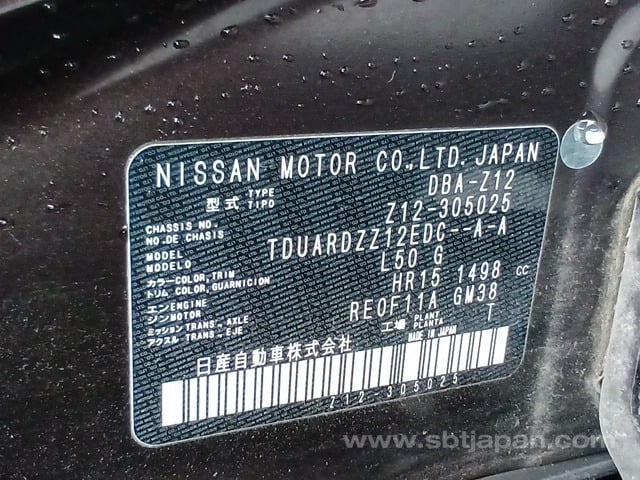 NISSAN MOTOR CO.,LTD. JAPAN
型式 TYPE TIPO DBA-Z12
CHASSIS NO. NO. DE CHASIS Z12-305025
MODEL MODELO TDUARDZZ12EDC--A-A
カラー COLOR, TRIM トリム COLOR, GUARNICION L50 G
エンジン ENGINE MOTOR HR15 1498 CC
ミッション TRANS., AXLE アクスル TRANS., EJE RE0F11A GM38
工場 PLANT PLANTA T
日産自動車株式会社 MADE IN JAPAN
Z12-305025
www.sbtjapan.com